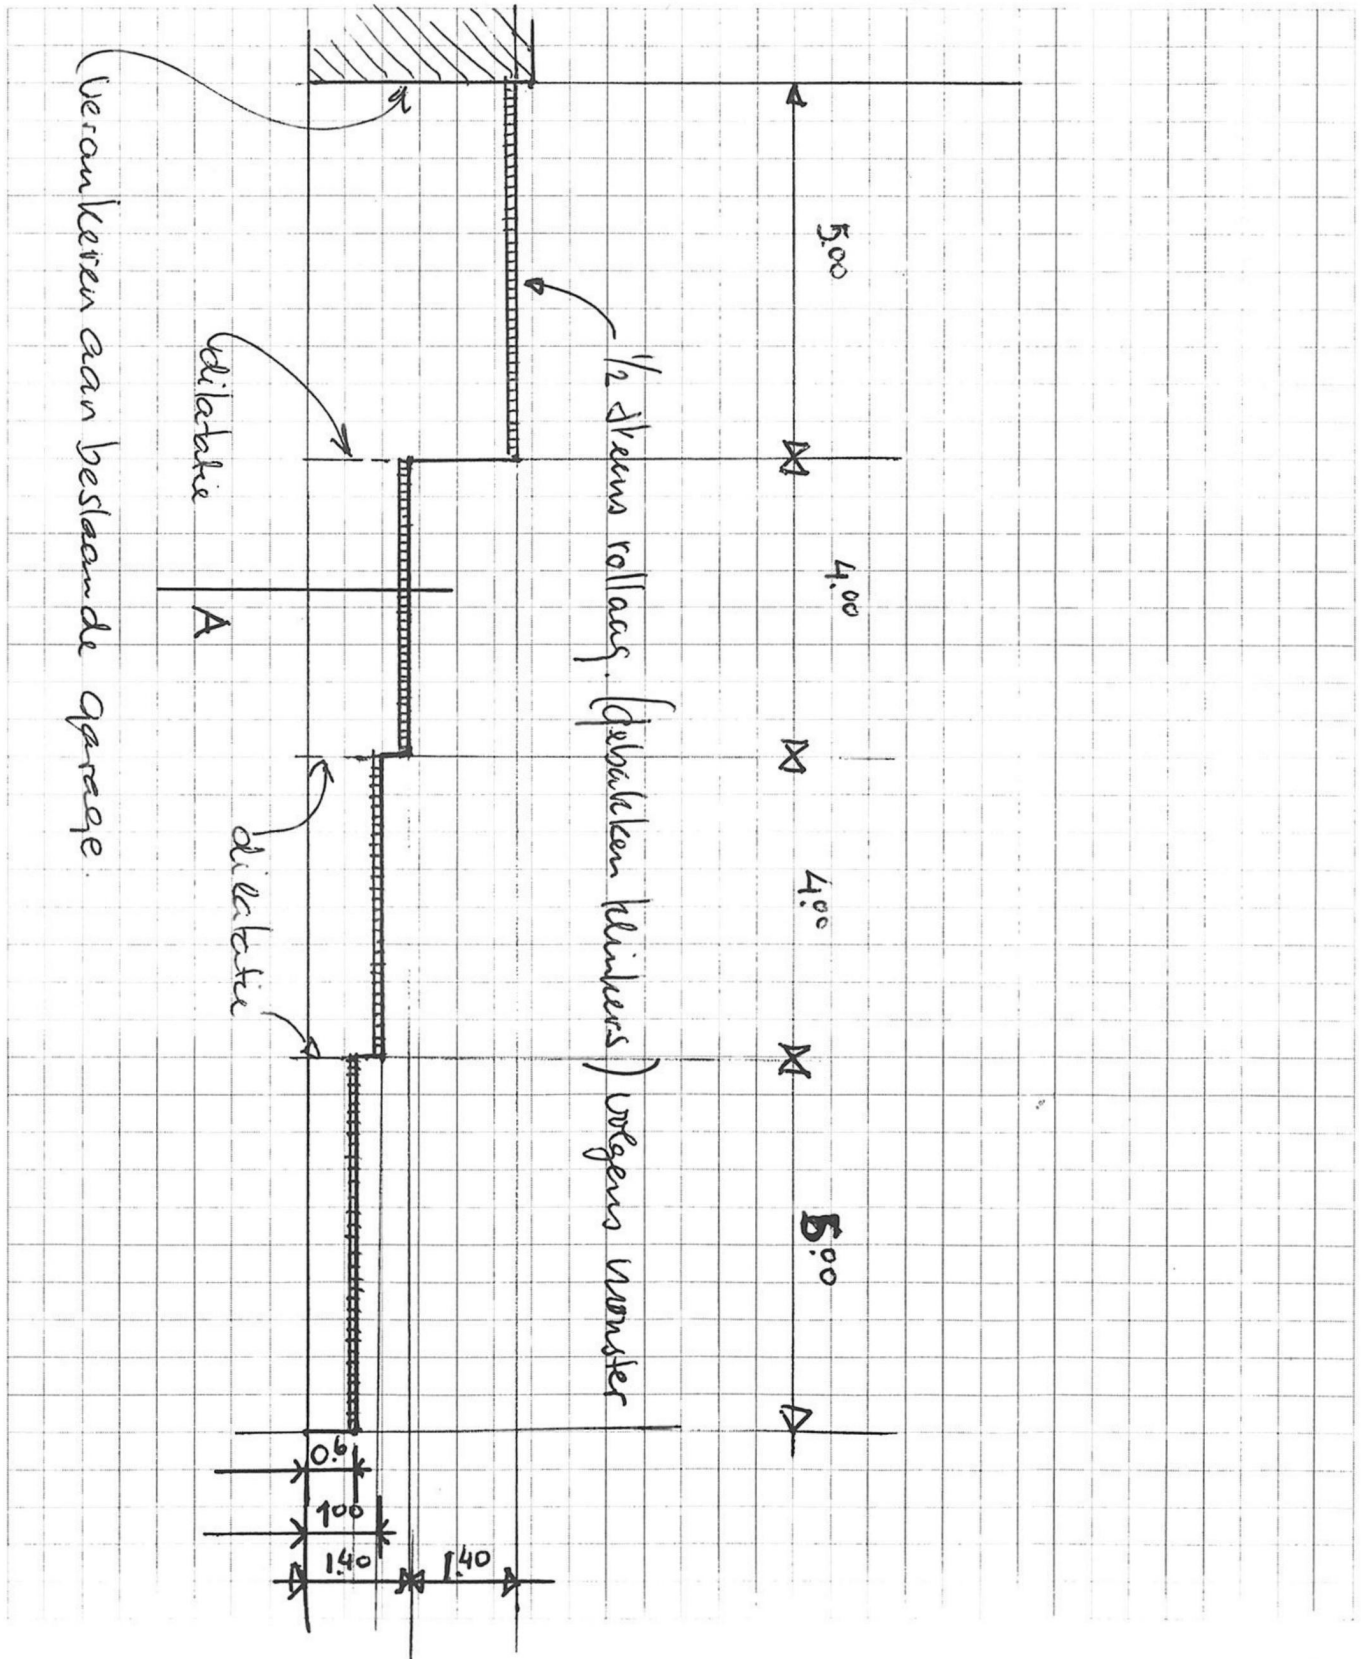 5.00
4.00
4.00
5.00
½ steens rollaag. (gebakken klinkers) volgens monster
dilatatie
A
dilatatie
verankeren aan bestaande garage.
0.6
1.00
1.40
1.40